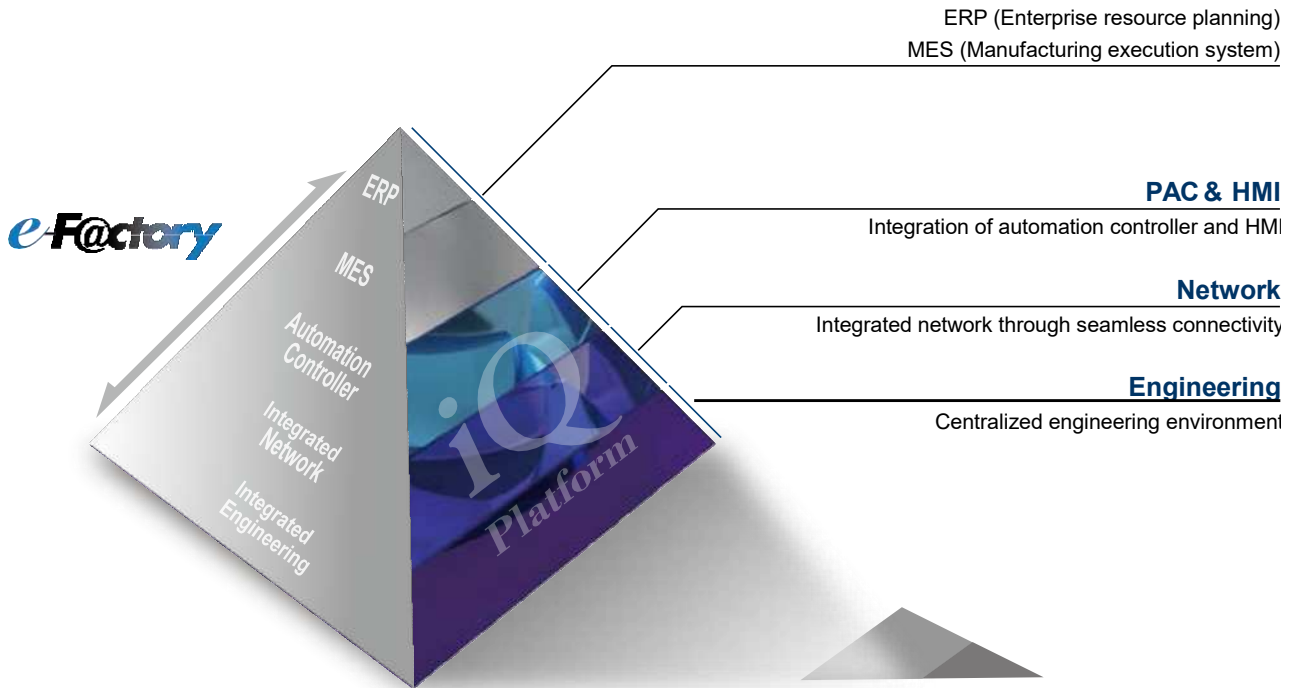 ERP (Enterprise resource planning)
MES (Manufacturing execution system)
PAC & HMI
Integration of automation controller and HMI
Network
Integrated network through seamless connectivity
Engineering
Centralized engineering environment
e-F@ctory
ERP
MES
Automation
Controller
Integrated
Network
Integrated
Engineering
iQ
Platform